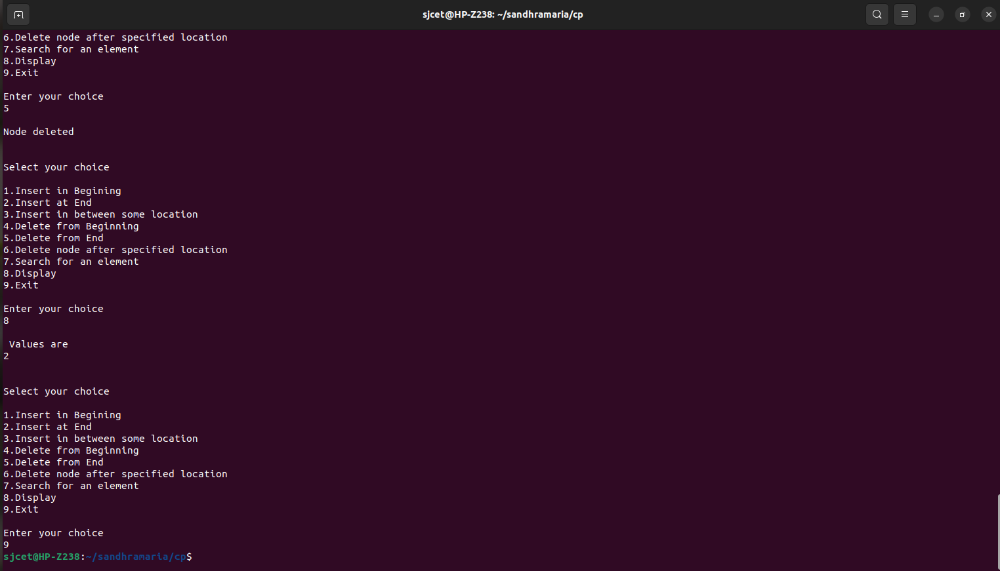 sjcet@HP-Z238: ~/sandhramaria/cp
6.Delete node after specified location
7.Search for an element
8.Display
9.Exit
Enter your choice
5
Node deleted
Select your choice
1.Insert in Begining
2.Insert at End
3.Insert in between some location
4.Delete from Beginning
5.Delete from End
6.Delete node after specified location
7.Search for an element
8.Display
9.Exit
Enter your choice
8
Values are
2
Select your choice
1.Insert in Begining
2.Insert at End
3.Insert in between some location
4.Delete from Beginning
5.Delete from End
6.Delete node after specified location
7.Search for an element
8.Display
9.Exit
Enter your choice
9
sjcet@HP-Z238:~/sandhramaria/cp$